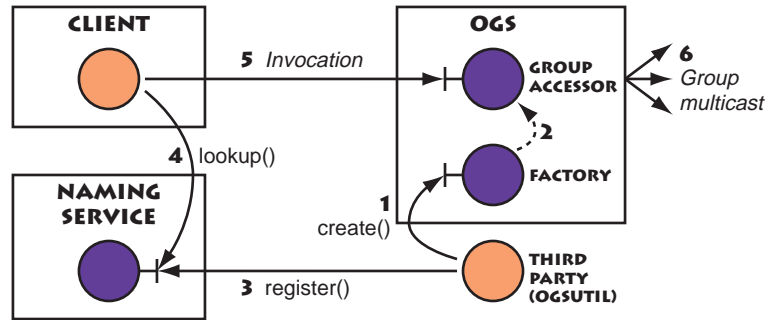 CLIENT
OGS
5 Invocation
GROUP
ACCESSOR
6
Group
multicast
2
4 lookup()
FACTORY
NAMING
SERVICE
1
create()
THIRD
PARTY
(OGSUTIL)
3 register()